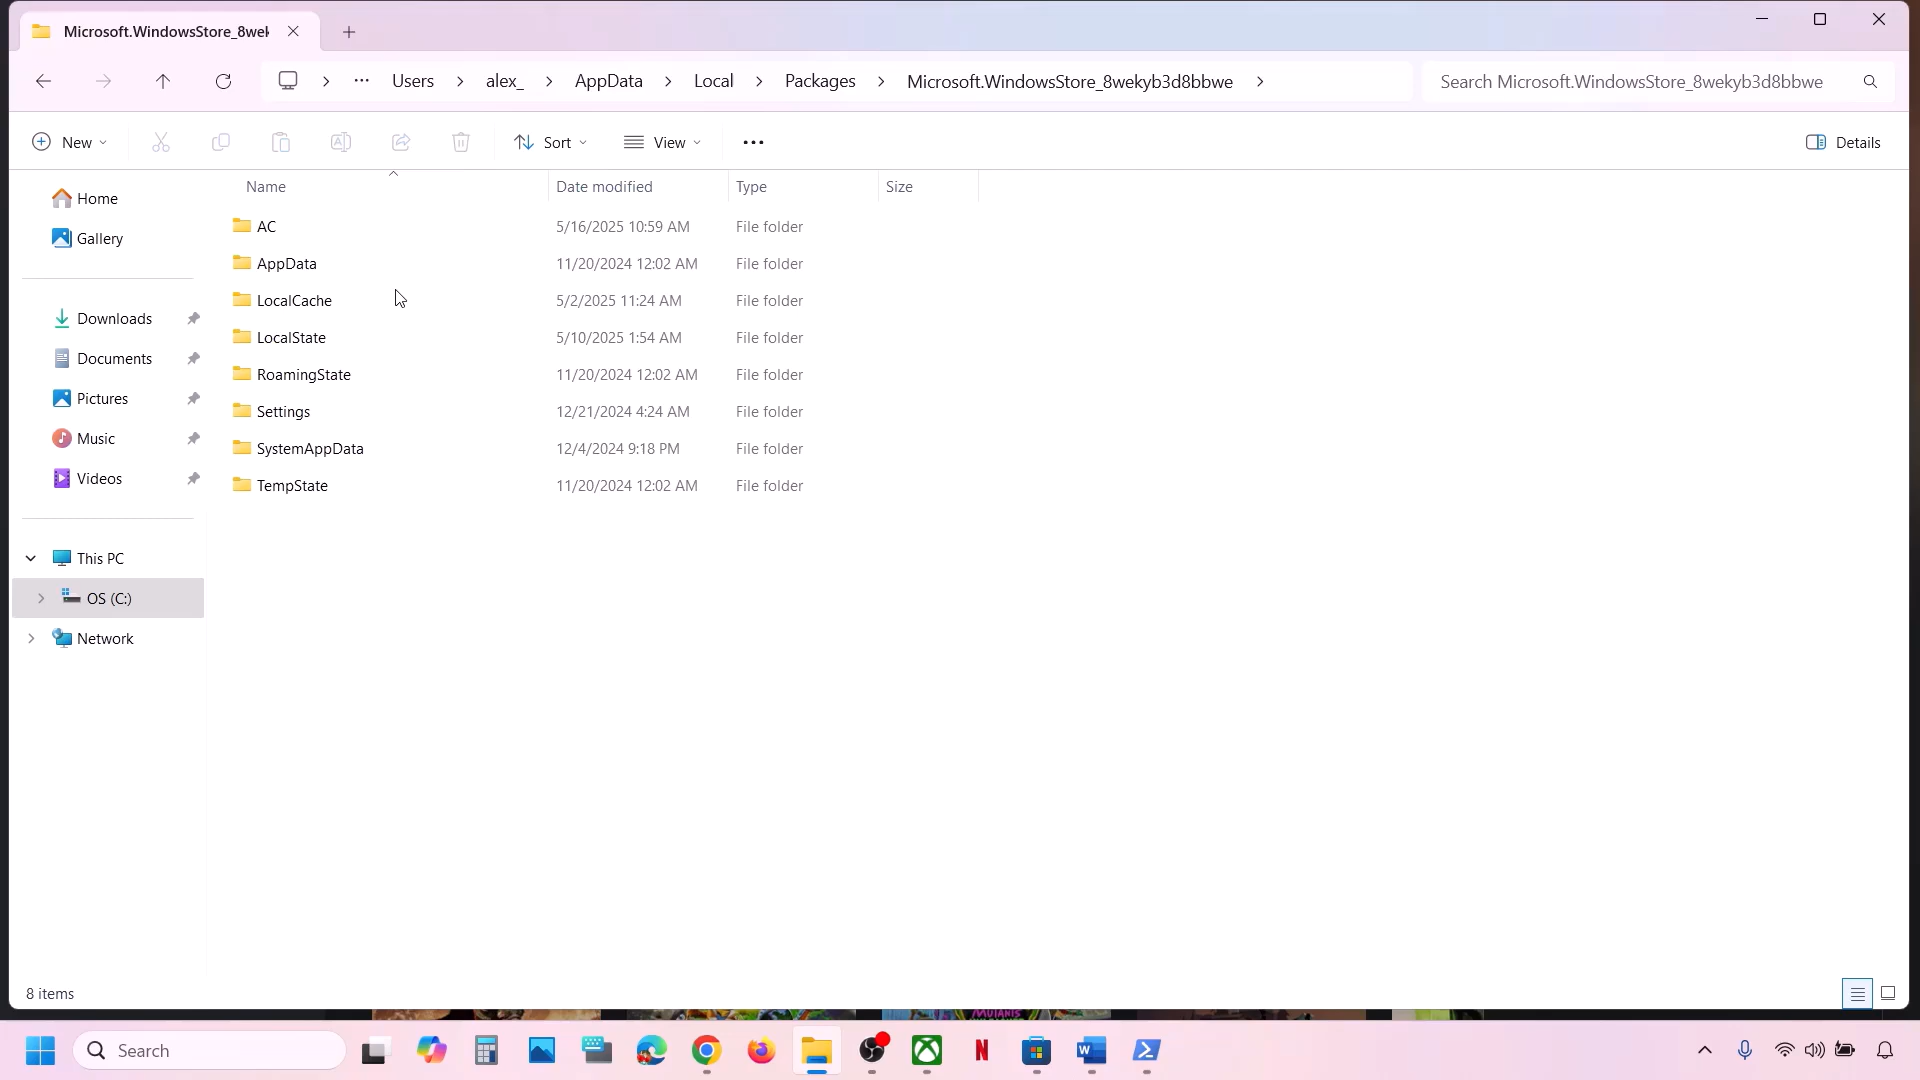 Microsoft.WindowsStore_8wek
Users > alex_ > AppData > Local > Packages > Microsoft.WindowsStore_8wekyb3d8bbwe >
Search Microsoft.WindowsStore_8wekyb3d8bbwe
New
Sort
View
Details
Name Date modified Type Size
AC 5/16/2025 10:59 AM File folder
AppData 11/20/2024 12:02 AM File folder
LocalCache 5/2/2025 11:24 AM File folder
LocalState 5/10/2025 1:54 AM File folder
RoamingState 11/20/2024 12:02 AM File folder
Settings 12/21/2024 4:24 AM File folder
SystemAppData 12/4/2024 9:18 PM File folder
TempState 11/20/2024 12:02 AM File folder
Home
Gallery
Downloads
Documents
Pictures
Music
Videos
This PC
OS (C:)
Network
8 items
MUTANTS
Search